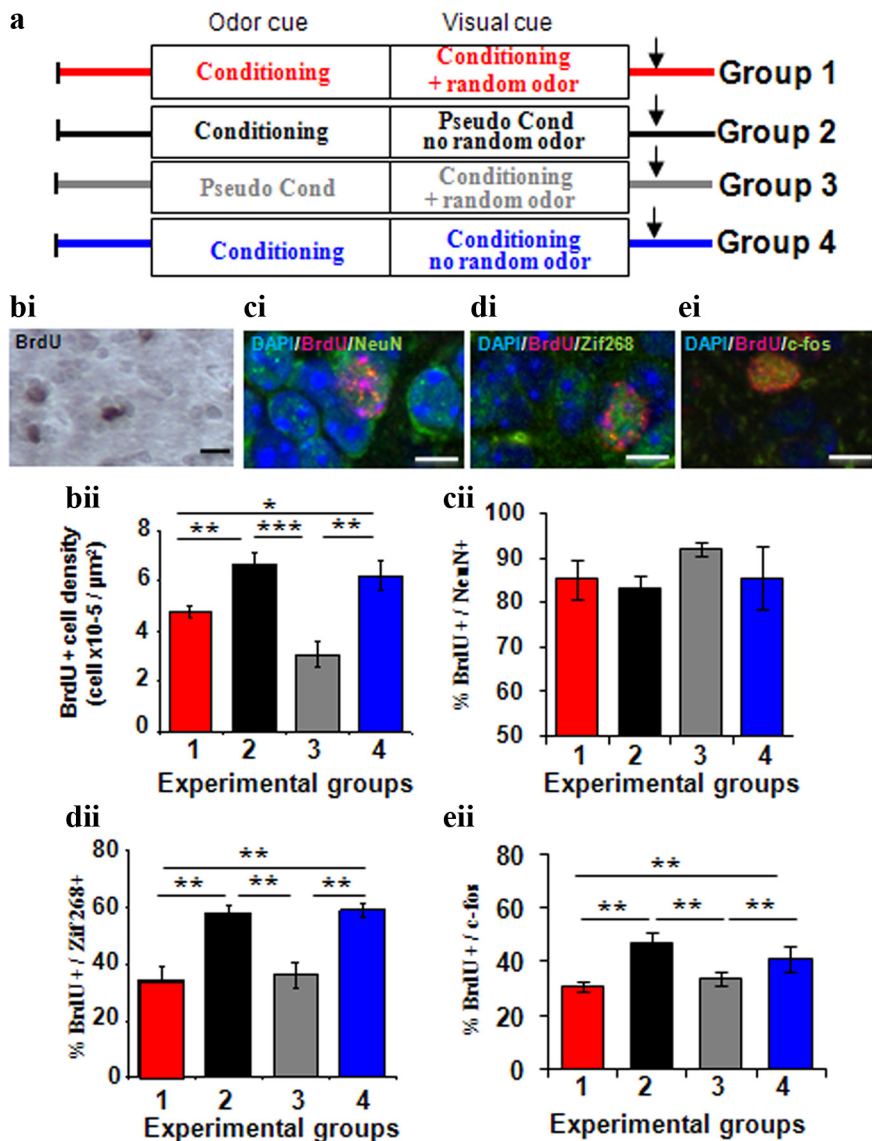 a
Odor cue Visual cue
Conditioning Conditioning
+ random odor Group 1
Conditioning Pseudo Cond
no random odor Group 2
Pseudo Cond Conditioning
+ random odor Group 3
Conditioning Conditioning
no random odor Group 4
bi ci di ei
BrdU DAPI/BrdU/NeuN DAPI/BrdU/Zif268 DAPI/BrdU/c-fos
bii
BrdU + cell density
(cell x10-5 / µm²)
8
6
4
2
0
*
** *** **
1 2 3 4
Experimental groups
cii
% BrdU + / NeuN+
100
90
80
70
60
50
1 2 3 4
Experimental groups
dii
% BrdU + / Zif268+
80
60
40
20
0
**
** ** **
1 2 3 4
Experimental groups
eii
% BrdU + / c-fos
80
60
40
20
0
**
** ** **
1 2 3 4
Experimental groups